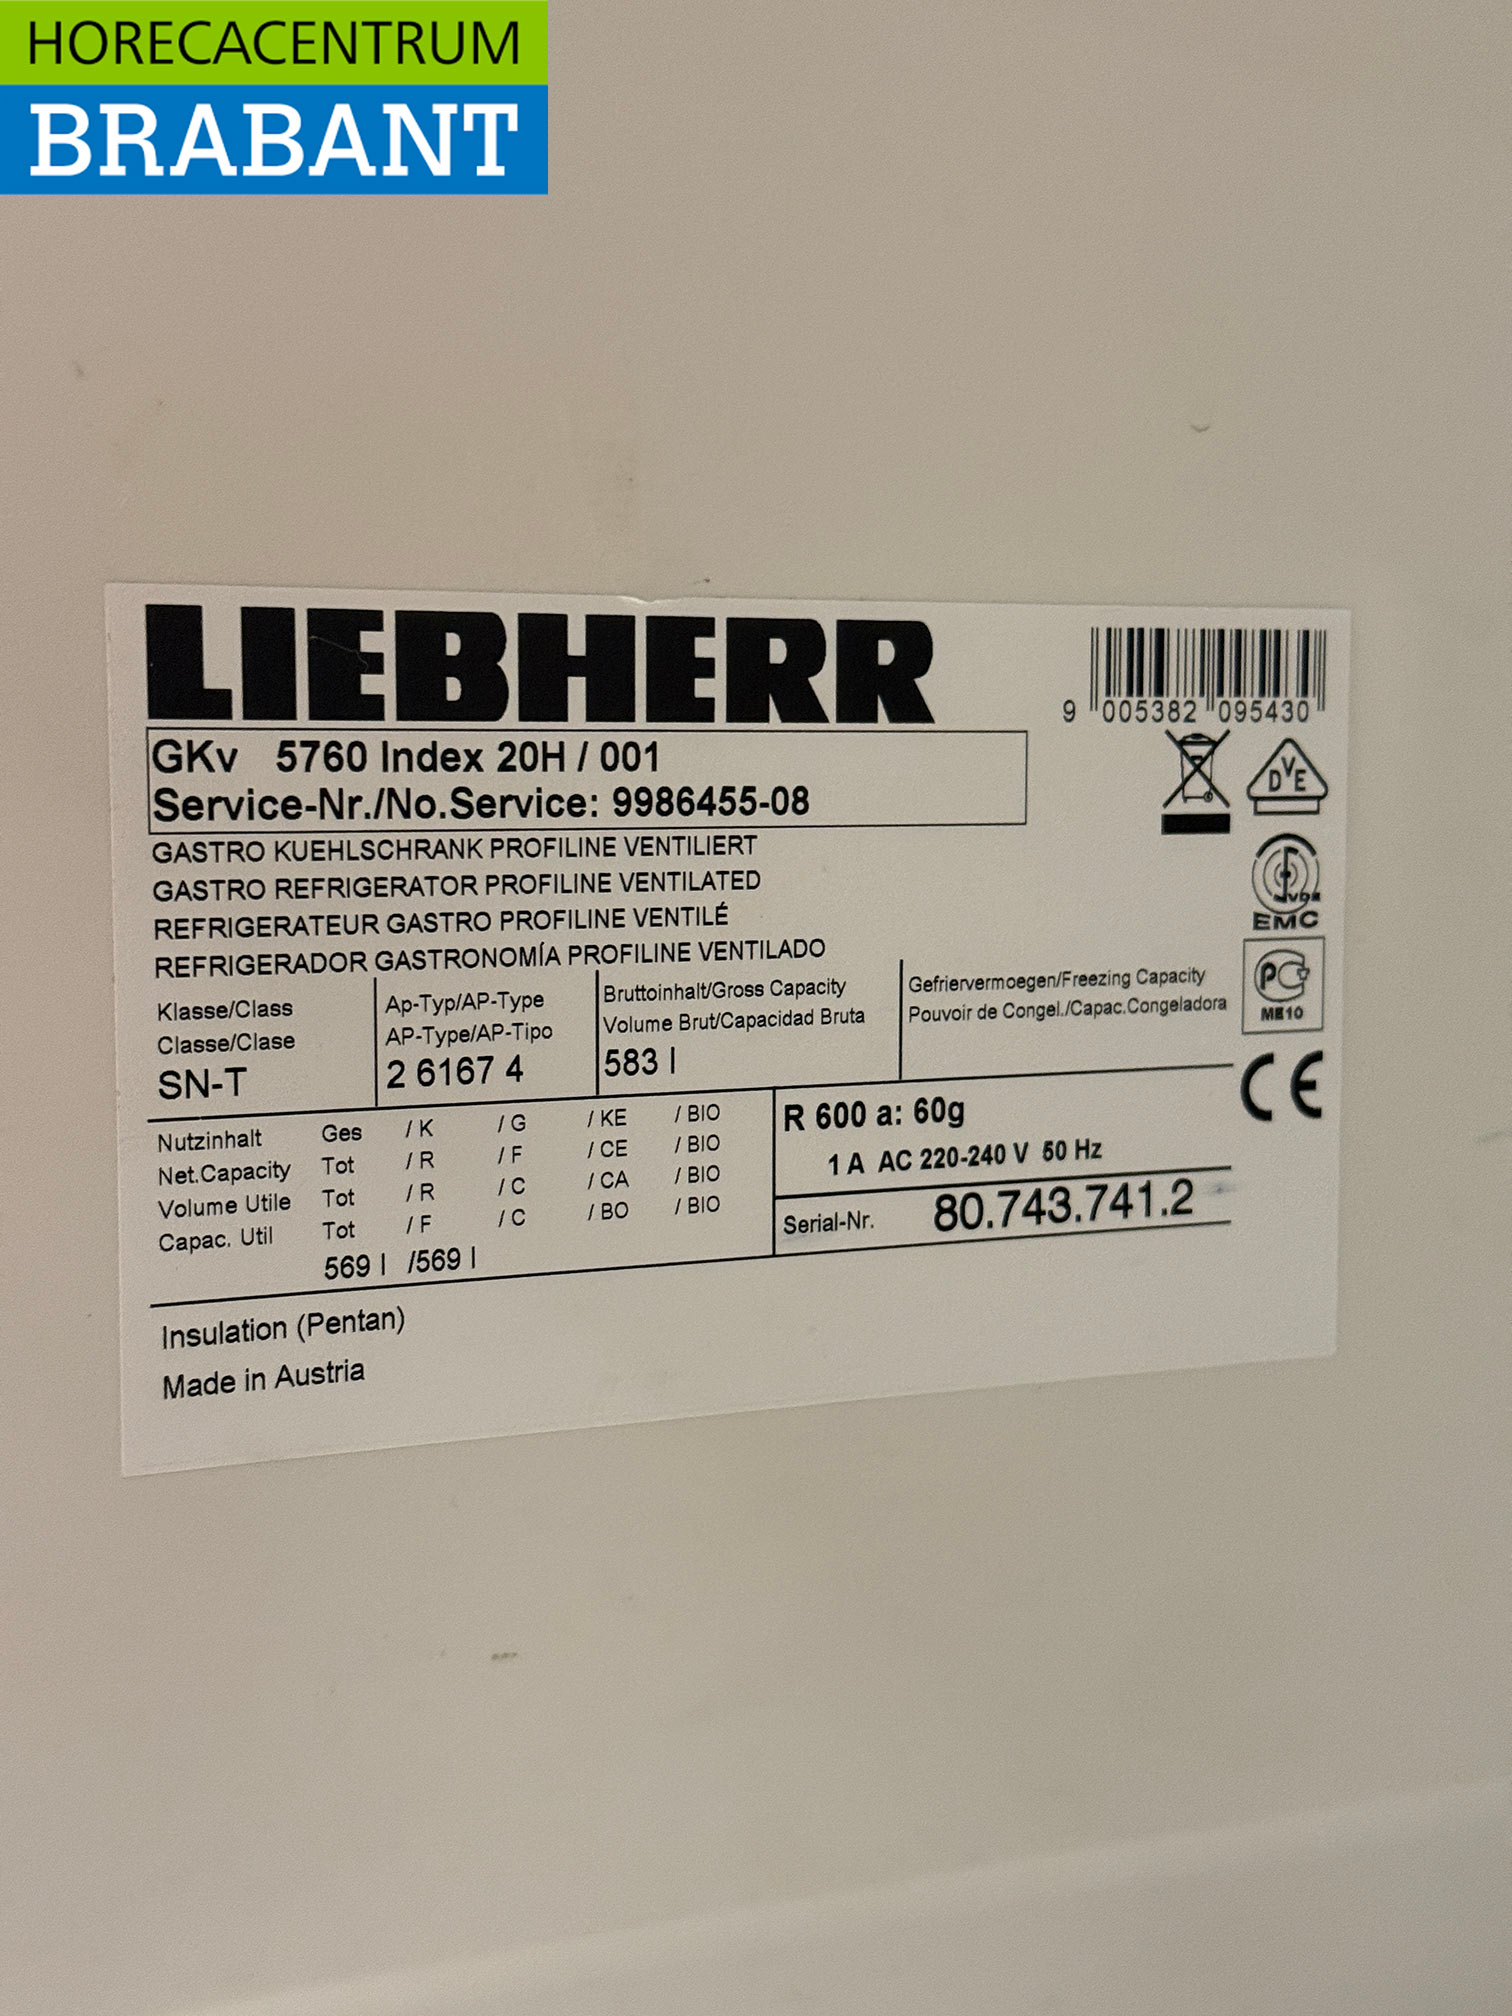 HORECACENTRUM
BRABANT
LIEBHERR
9 005382 095430
GKv 5760 Index 20H / 001
Service-Nr./No.Service: 9986455-08
DVE
GASTRO KUEHLSCHRANK PROFILINE VENTILIERT
GASTRO REFRIGERATOR PROFILINE VENTILATED
REFRIGERATEUR GASTRO PROFILINE VENTILÉ
REFRIGERADOR GASTRONOMÍA PROFILINE VENTILADO
VDE
EMC
Klasse/Class
Classe/Clase
SN-T
Ap-Typ/AP-Type
AP-Type/AP-Tipo
2 6167 4
Bruttoinhalt/Gross Capacity
Volume Brut/Capacidad Bruta
583 l
Gefriervermoegen/Freezing Capacity
Pouvoir de Congel./Capac.Congeladora
ME10
CE
Nutzinhalt Ges / K / G / KE / BIO
Net.Capacity Tot / R / F / CE / BIO
Volume Utile Tot / R / C / CA / BIO
Capac. Util Tot / F / C / BO / BIO
569 l /569 l
R 600 a: 60g
1 A AC 220-240 V 50 Hz
Serial-Nr. 80.743.741.2
Insulation (Pentan)
Made in Austria